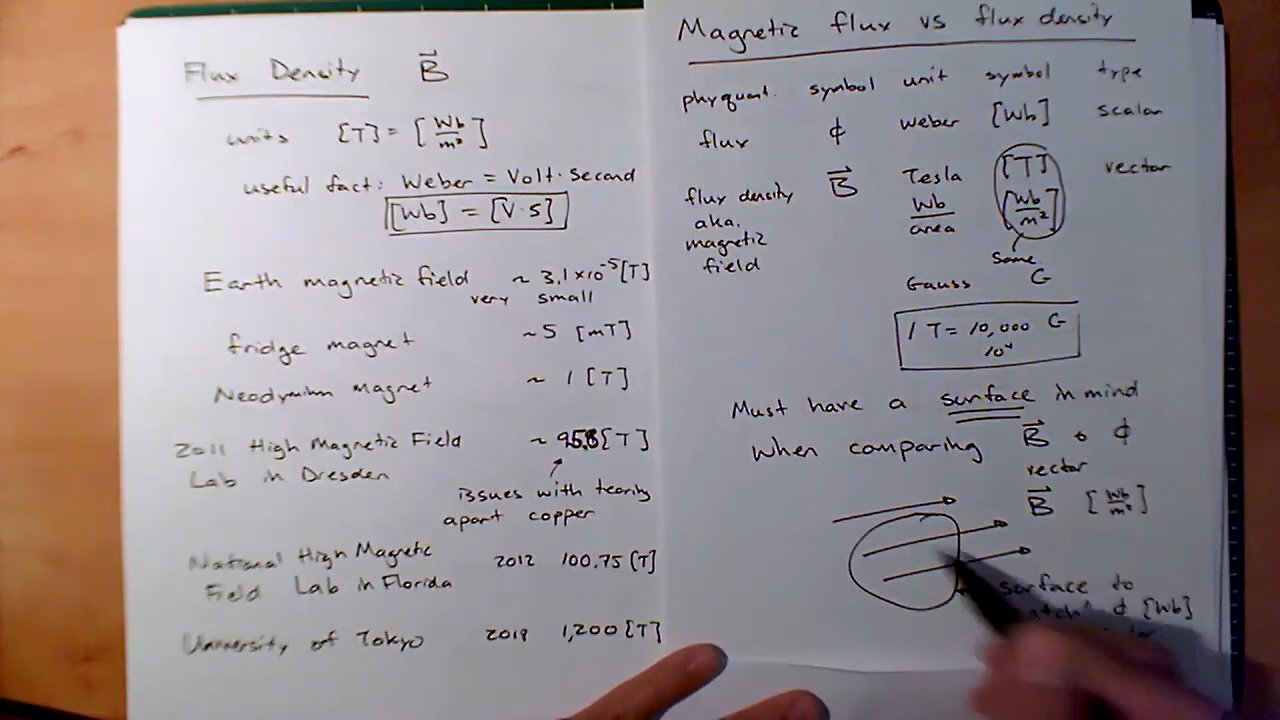 Flux Density B⃗
units [T] = [Wb/m²]
useful fact: Weber = Volt·Second
[Wb] = [V·S]
Earth magnetic field ~ 3.1×10⁻⁵ [T]
very small
fridge magnet ~5 [mT]
Neodymium magnet ~ 1 [T]
2011 High Magnetic Field
Lab in Dresden
~ [T]
issues with tearing
apart copper
National High Magnetic
Field Lab in Florida
2012 100.75 [T]
University of Tokyo 2018 1,200 [T]
Magnetic flux vs flux density
phy quant. symbol unit symbol type
flux ϕ weber [Wb] scalar
flux density
aka.
magnetic
field
B⃗
Tesla
Wb
area
[T]
[Wb/m²]
vector
Same
Gauss G
1 T = 10,000 G
10⁴
Must have a surface in mind
when comparing B⃗ & ϕ
vector
B⃗ [Wb/m²]
surface to
ϕ [Wb]